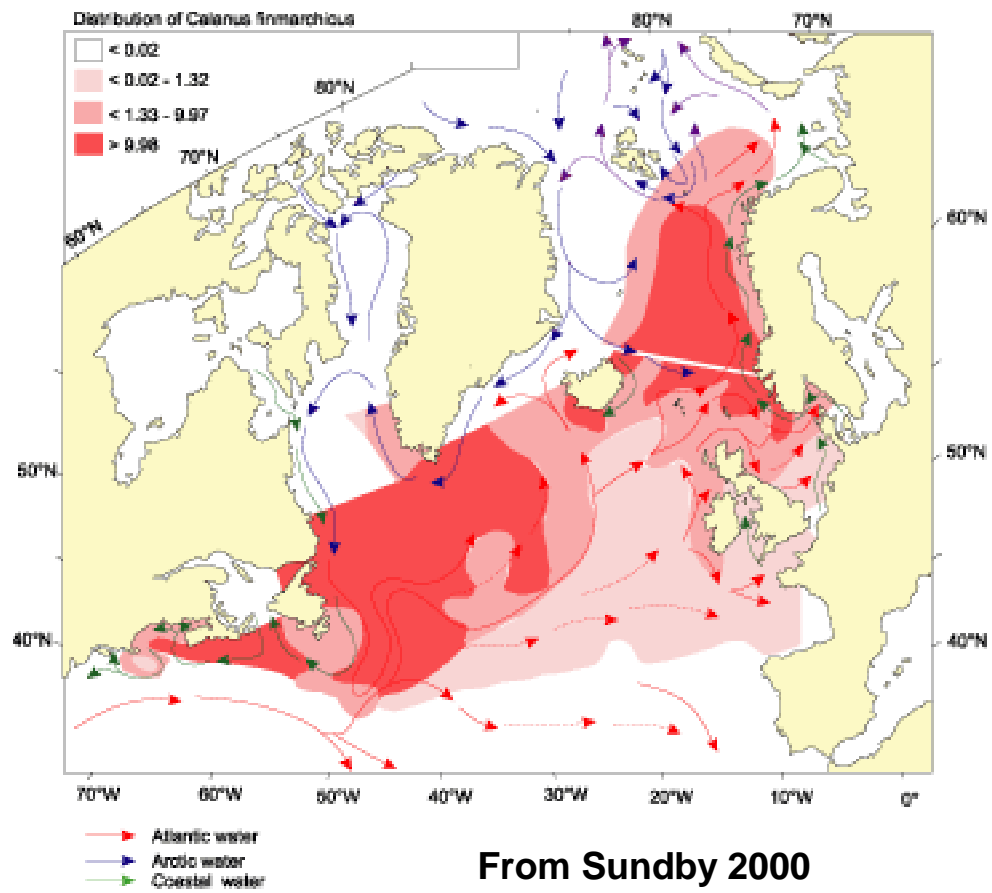 Distribution of Calanus finmarchicus
< 0.02
< 0.02 - 1.32
< 1.33 - 9.97
> 9.98
80°N 70°N
80°N
70°N
60°N
60°N
50°N
50°N
40°N
40°N
70°W 60°W 50°W 40°W 30°W 20°W 10°W 0°
Atlantic water
Arctic water
Coastal water
From Sundby 2000